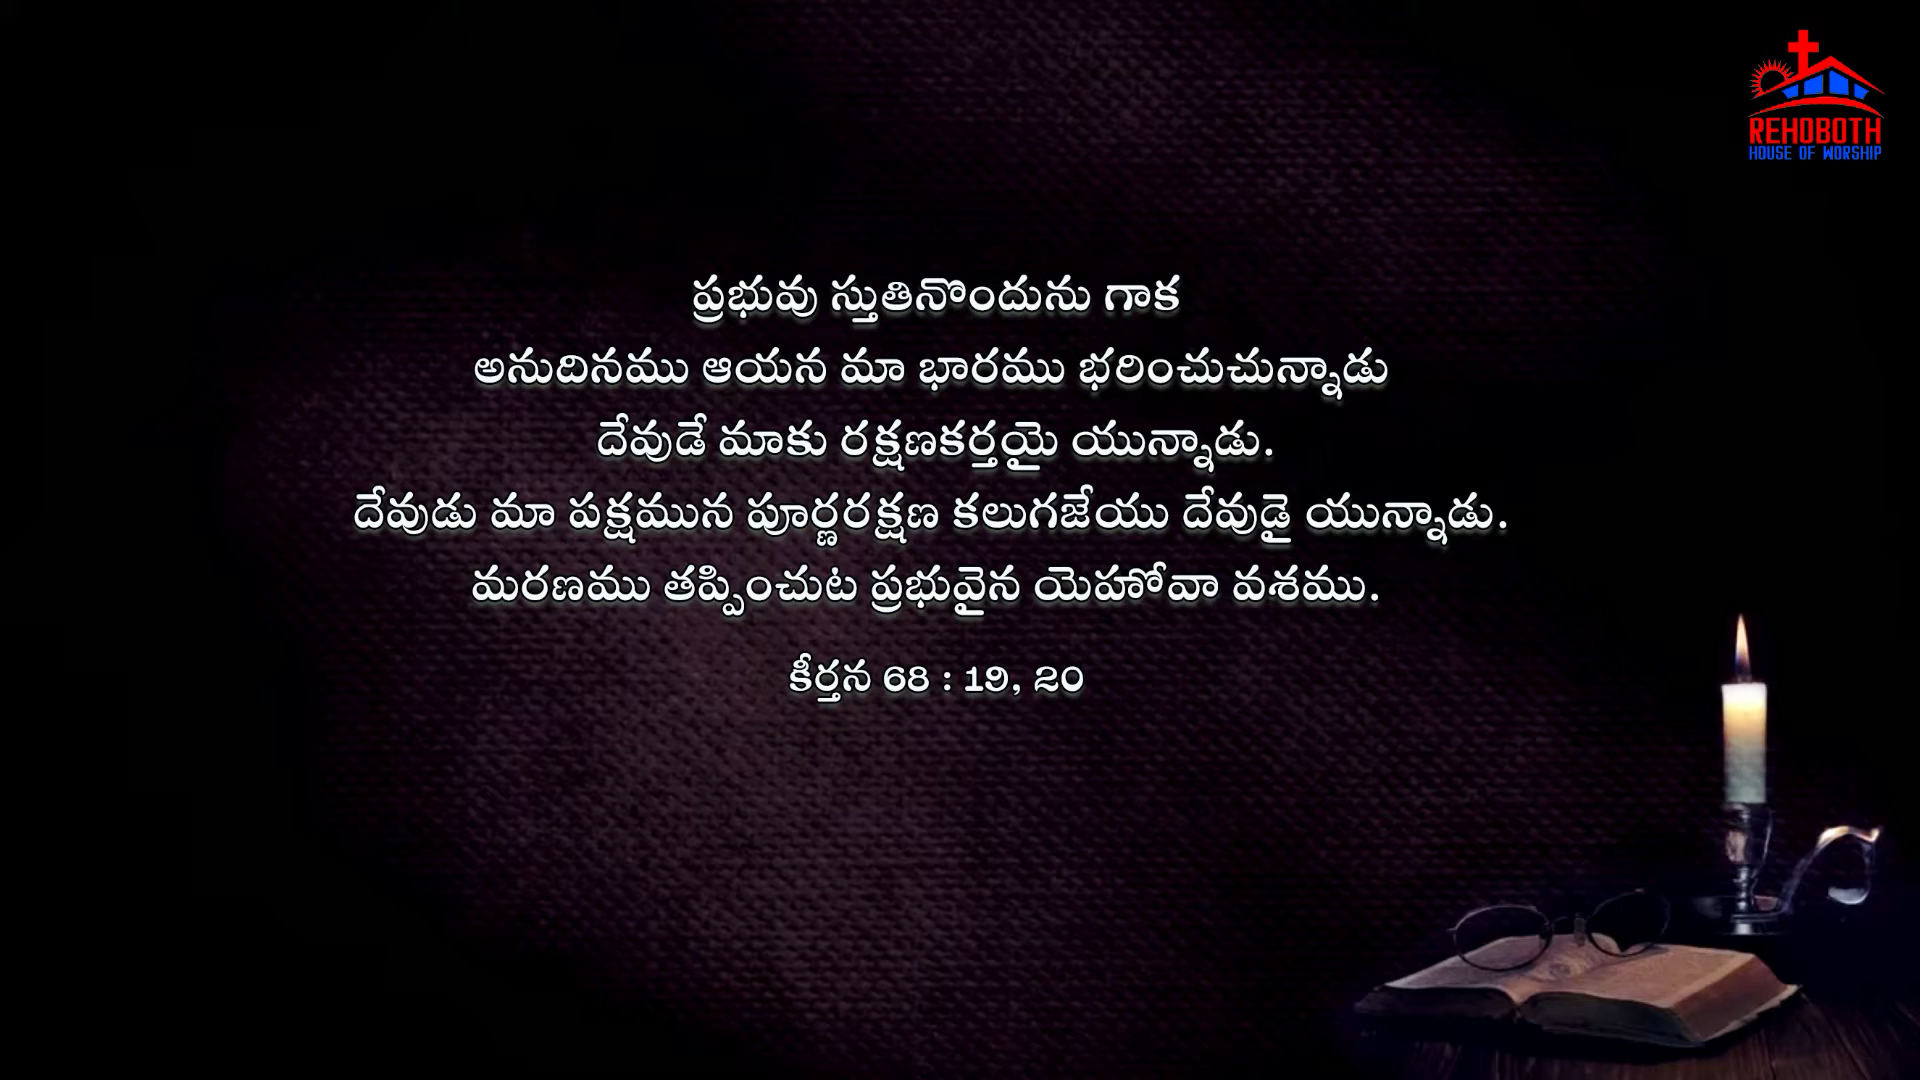 REHOBOTH
HOUSE OF WORSHIP
ప్రభువు స్తుతినొందును గాక
అనుదినము ఆయన మా భారము భరించుచున్నాడు
దేవుడే మాకు రక్షణకర్తయై యున్నాడు.
దేవుడు మా పక్షమున పూర్ణరక్షణ కలుగజేయు దేవుడై యున్నాడు.
మరణము తప్పించుట ప్రభువైన యెహోవా వశము.
కీర్తన 68 : 19, 20